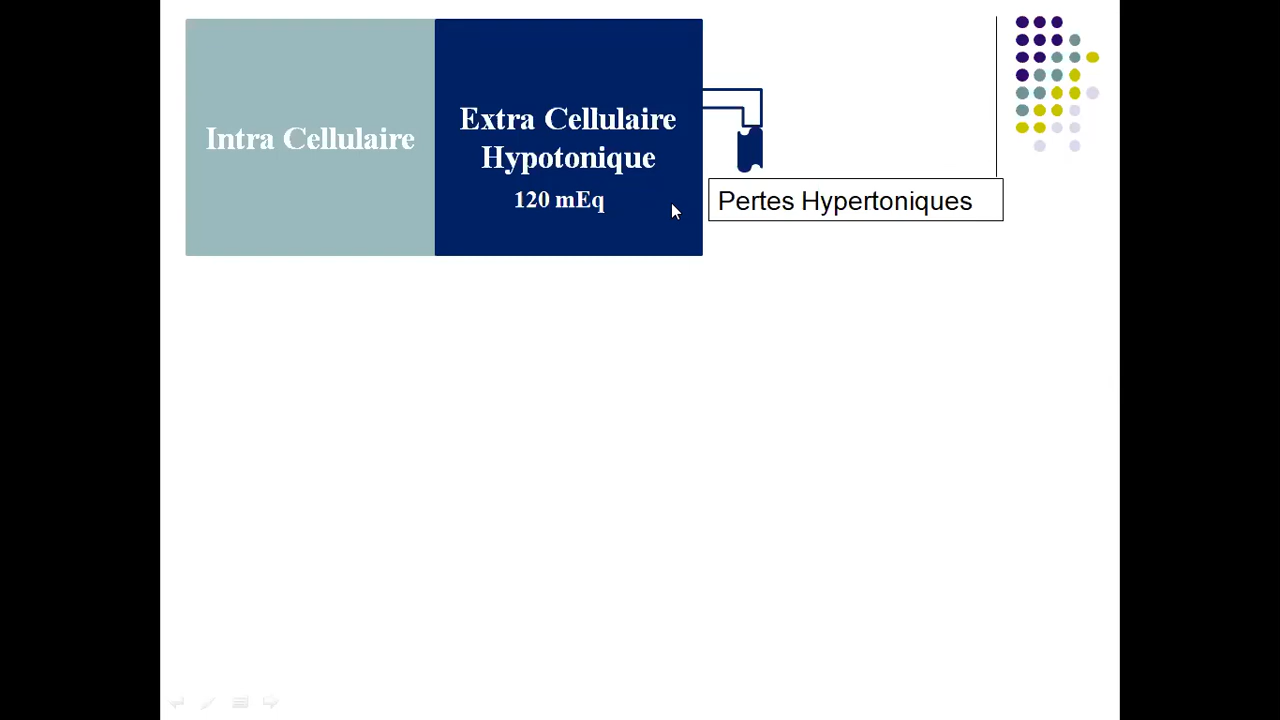 Intra Cellulaire
Extra Cellulaire
Hypotonique
120 mEq
Pertes Hypertoniques